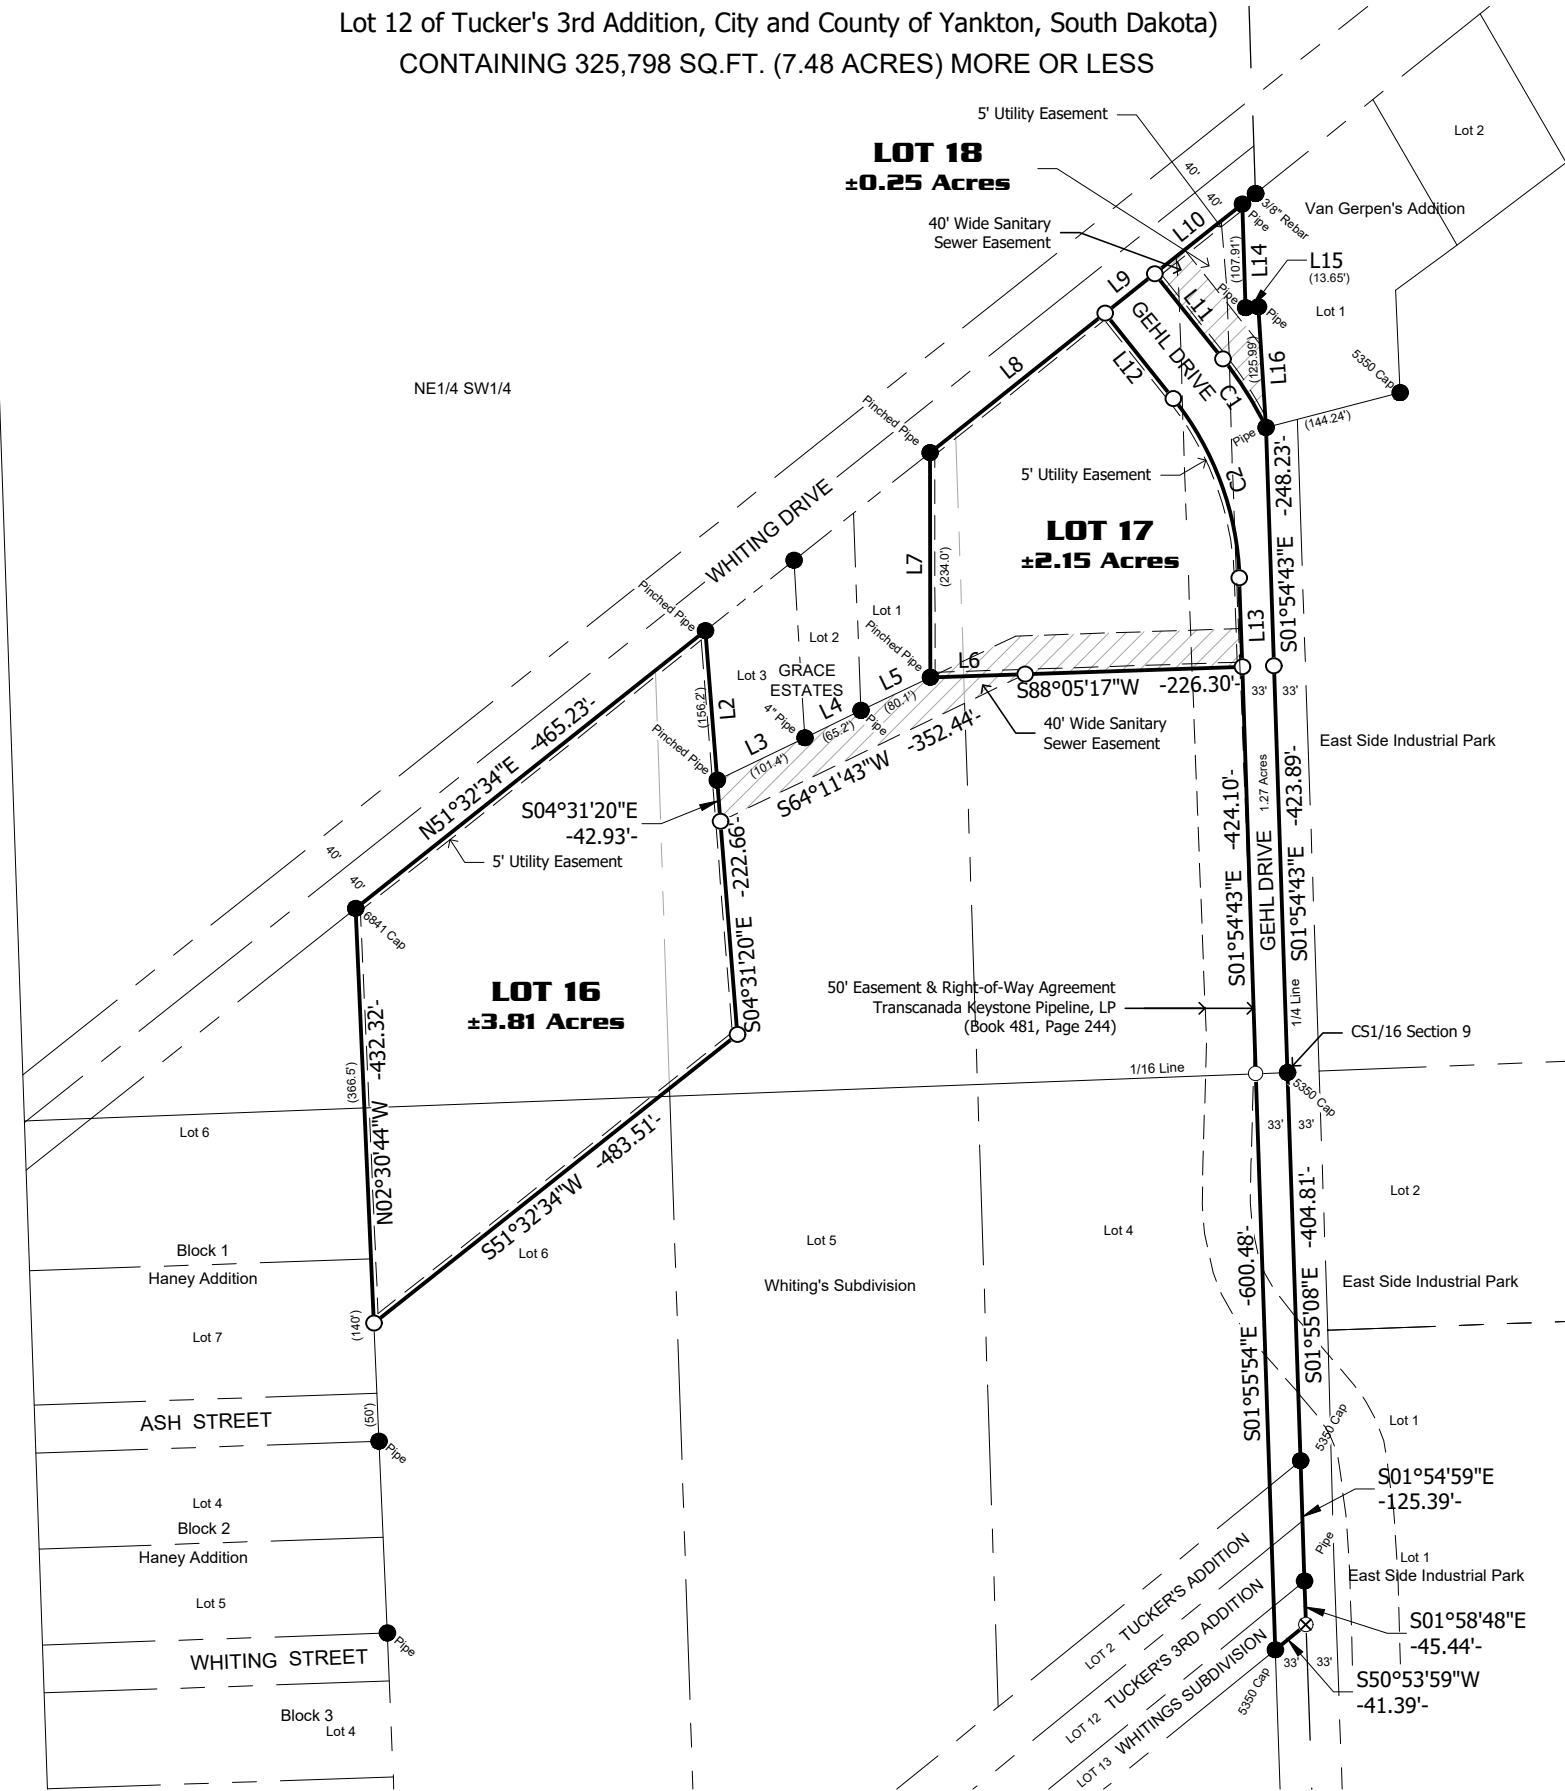 Lot 12 of Tucker's 3rd Addition, City and County of Yankton, South Dakota)
CONTAINING 325,798 SQ.FT. (7.48 ACRES) MORE OR LESS
5' Utility Easement
Lot 2
LOT 18
±0.25 Acres
40'
40'
Van Gerpen's Addition
3/8" Rebar
Pipe
40' Wide Sanitary
Sewer Easement
L10
L14
(107.91')
L15
(13.65')
L9
L11
Pipe
Pipe
Lot 1
GEHL DRIVE
L8
L12
C1
(125.99')
L16
5350 Cap
NE1/4 SW1/4
Pinched Pipe
Pipe
(144.24')
5' Utility Easement
C2
S01°54'43"E -248.23'-
WHITING DRIVE
LOT 17
±2.15 Acres
L7
(234.0')
Pinched Pipe
Lot 1
Lot 2
Lot 3
GRACE
ESTATES
Pinched Pipe
L13
L6
S88°05'17"W -226.30'-
33'
33'
L2
(156.2')
L5
(80.1')
L4
(65.2')
4" Pipe
Pipe
L3
(101.4')
Pinched Pipe
40' Wide Sanitary
Sewer Easement
S64°11'43"W -352.44'-
East Side Industrial Park
N51°32'34"E -465.23'-
S04°31'20"E
-42.93'-
5' Utility Easement
40'
40'
6841 Cap
S04°31'20"E -222.66'-
S01°54'43"E -424.10'-
GEHL DRIVE
1.27 Acres
S01°54'43"E -423.89'-
LOT 16
±3.81 Acres
50' Easement & Right-of-Way Agreement
Transcanada Keystone Pipeline, LP
(Book 481, Page 244)
1/4 Line
CS1/16 Section 9
1/16 Line
5350 Cap
(366.5')
N02°30'44"W -432.32'-
Lot 6
33'
33'
S51°32'34"W -483.51'-
Lot 2
Block 1
Haney Addition
Lot 6
Lot 5
Lot 4
Whiting's Subdivision
S01°55'54"E -600.48'-
S01°55'08"E -404.81'-
East Side Industrial Park
Lot 7
(140')
ASH STREET
(50')
Pipe
Lot 1
5350 Cap
S01°54'59"E
-125.39'-
Lot 4
Block 2
Haney Addition
Pipe
Lot 1
East Side Industrial Park
Lot 5
LOT 2 TUCKER'S ADDITION
LOT 12 TUCKER'S 3RD ADDITION
LOT 13 WHITINGS SUBDIVISION
S01°58'48"E
-45.44'-
WHITING STREET
Pipe
33'
33'
5350 Cap
S50°53'59"W
-41.39'-
Block 3
Lot 4